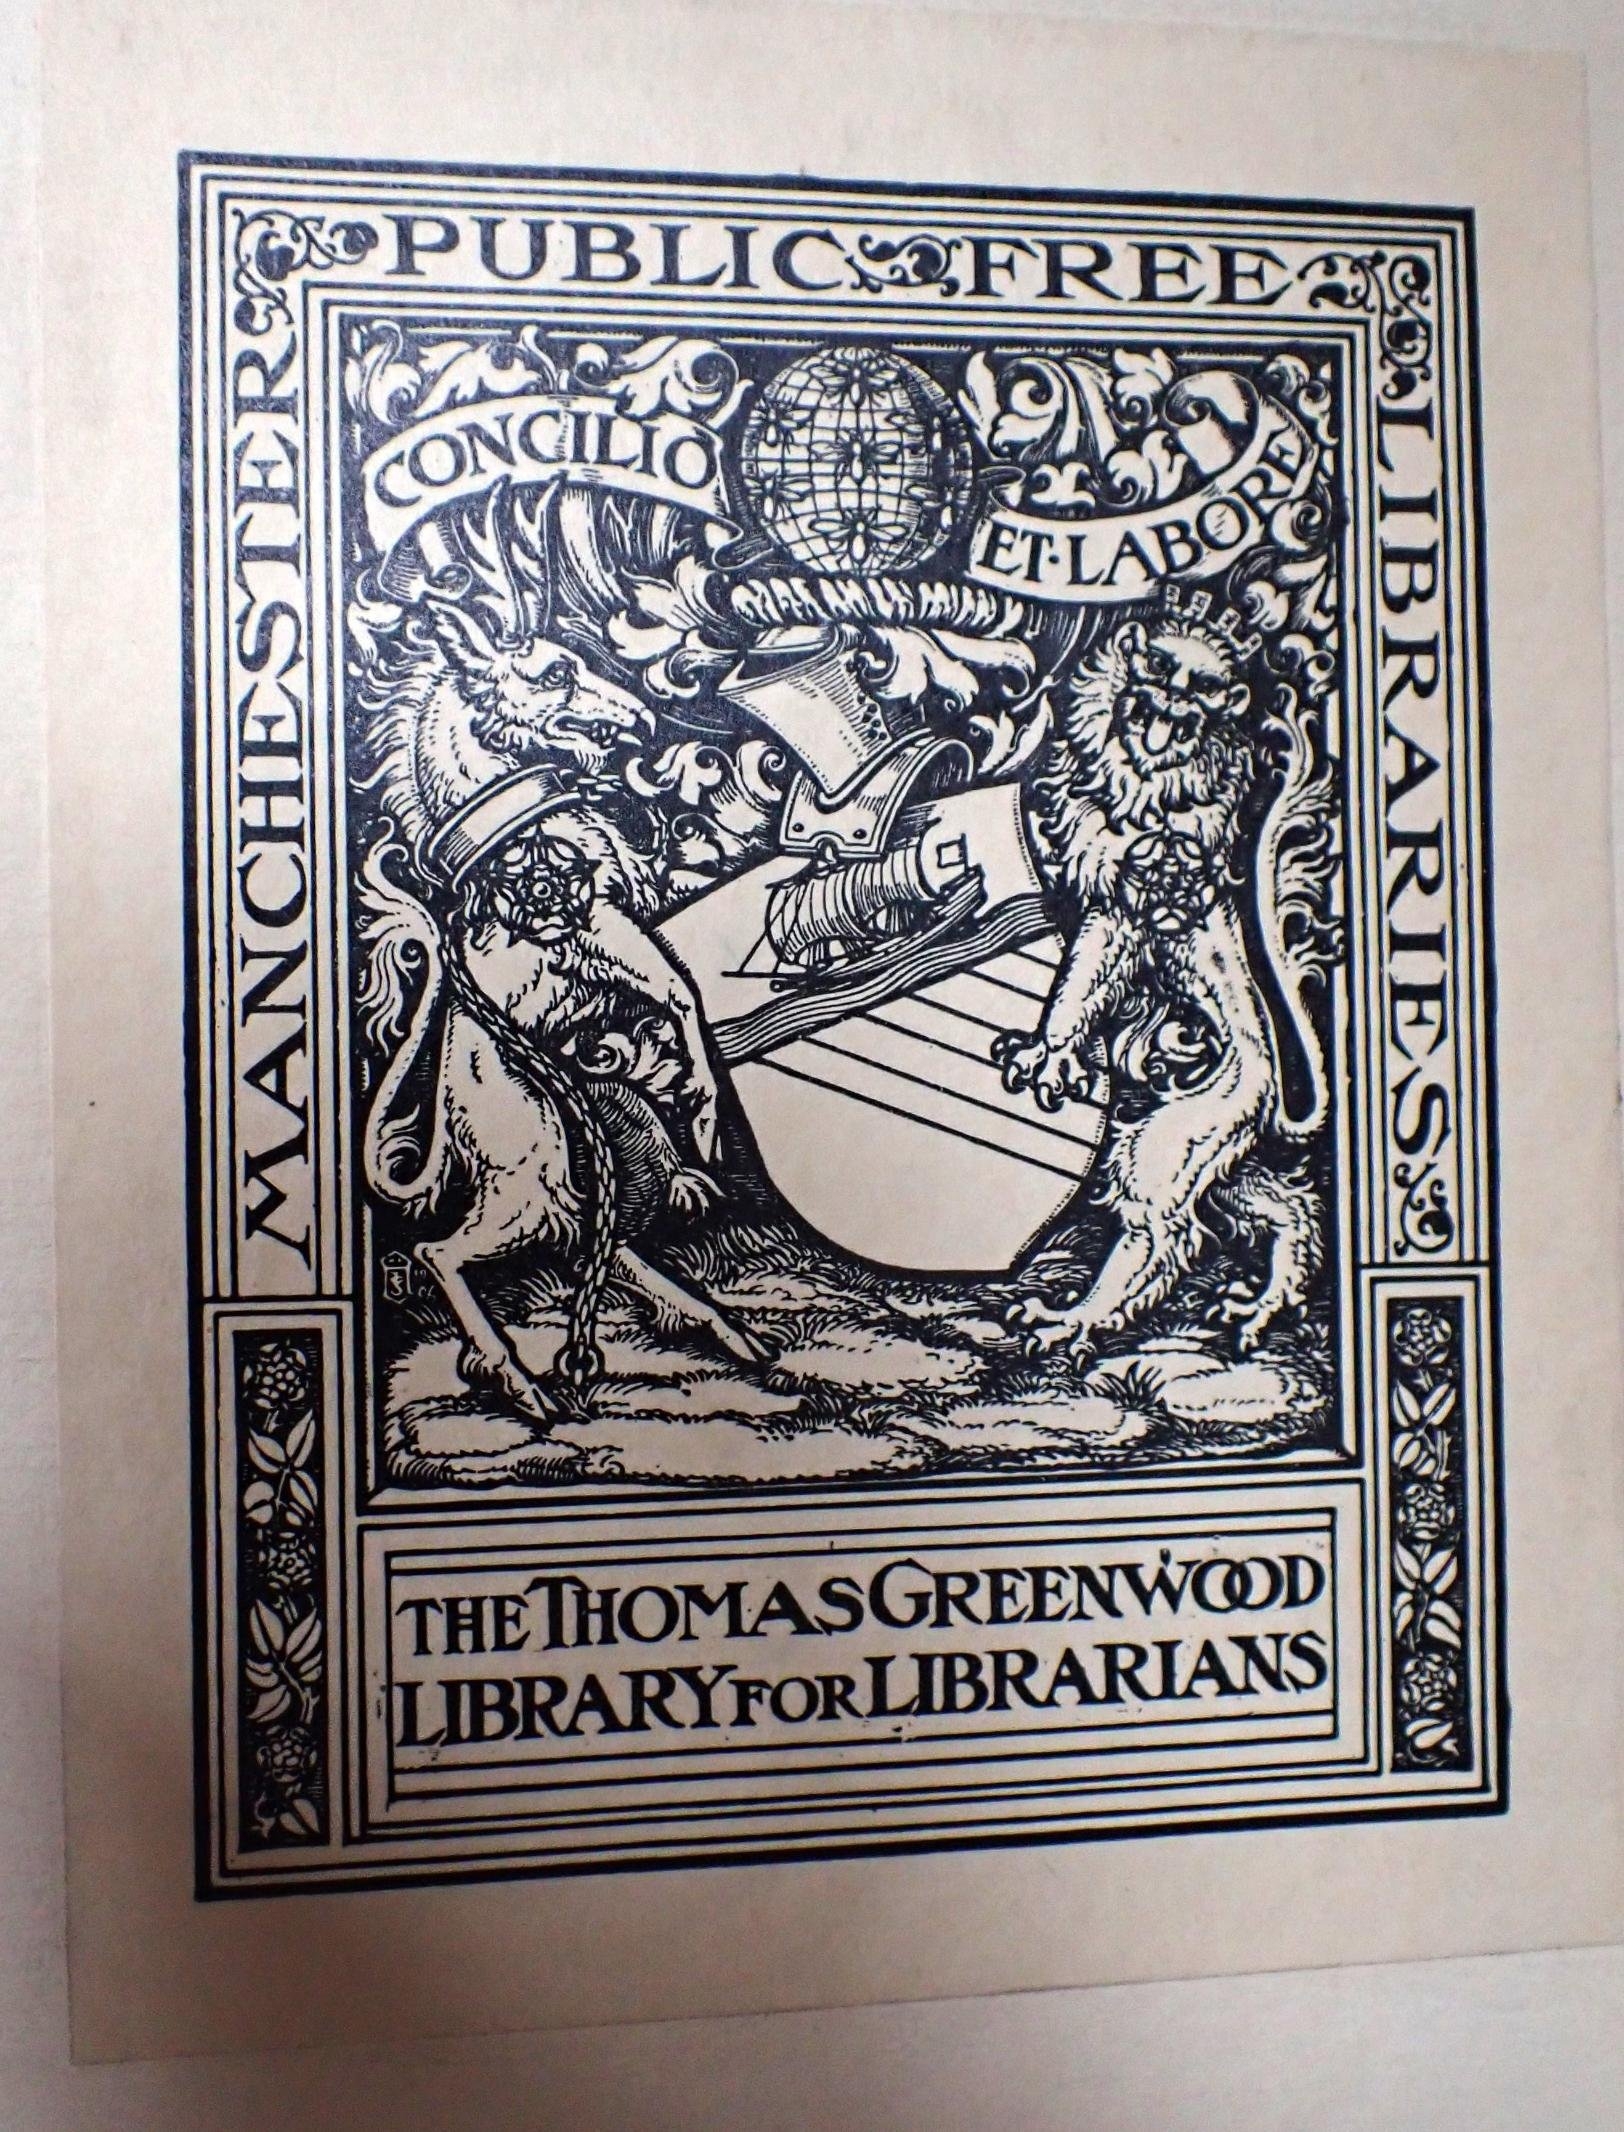 MANCHESTER
PUBLIC FREE
LIBRARIES
CONCILIO
ET·LABORE
THE THOMAS GREENWOOD
LIBRARY FOR LIBRARIANS